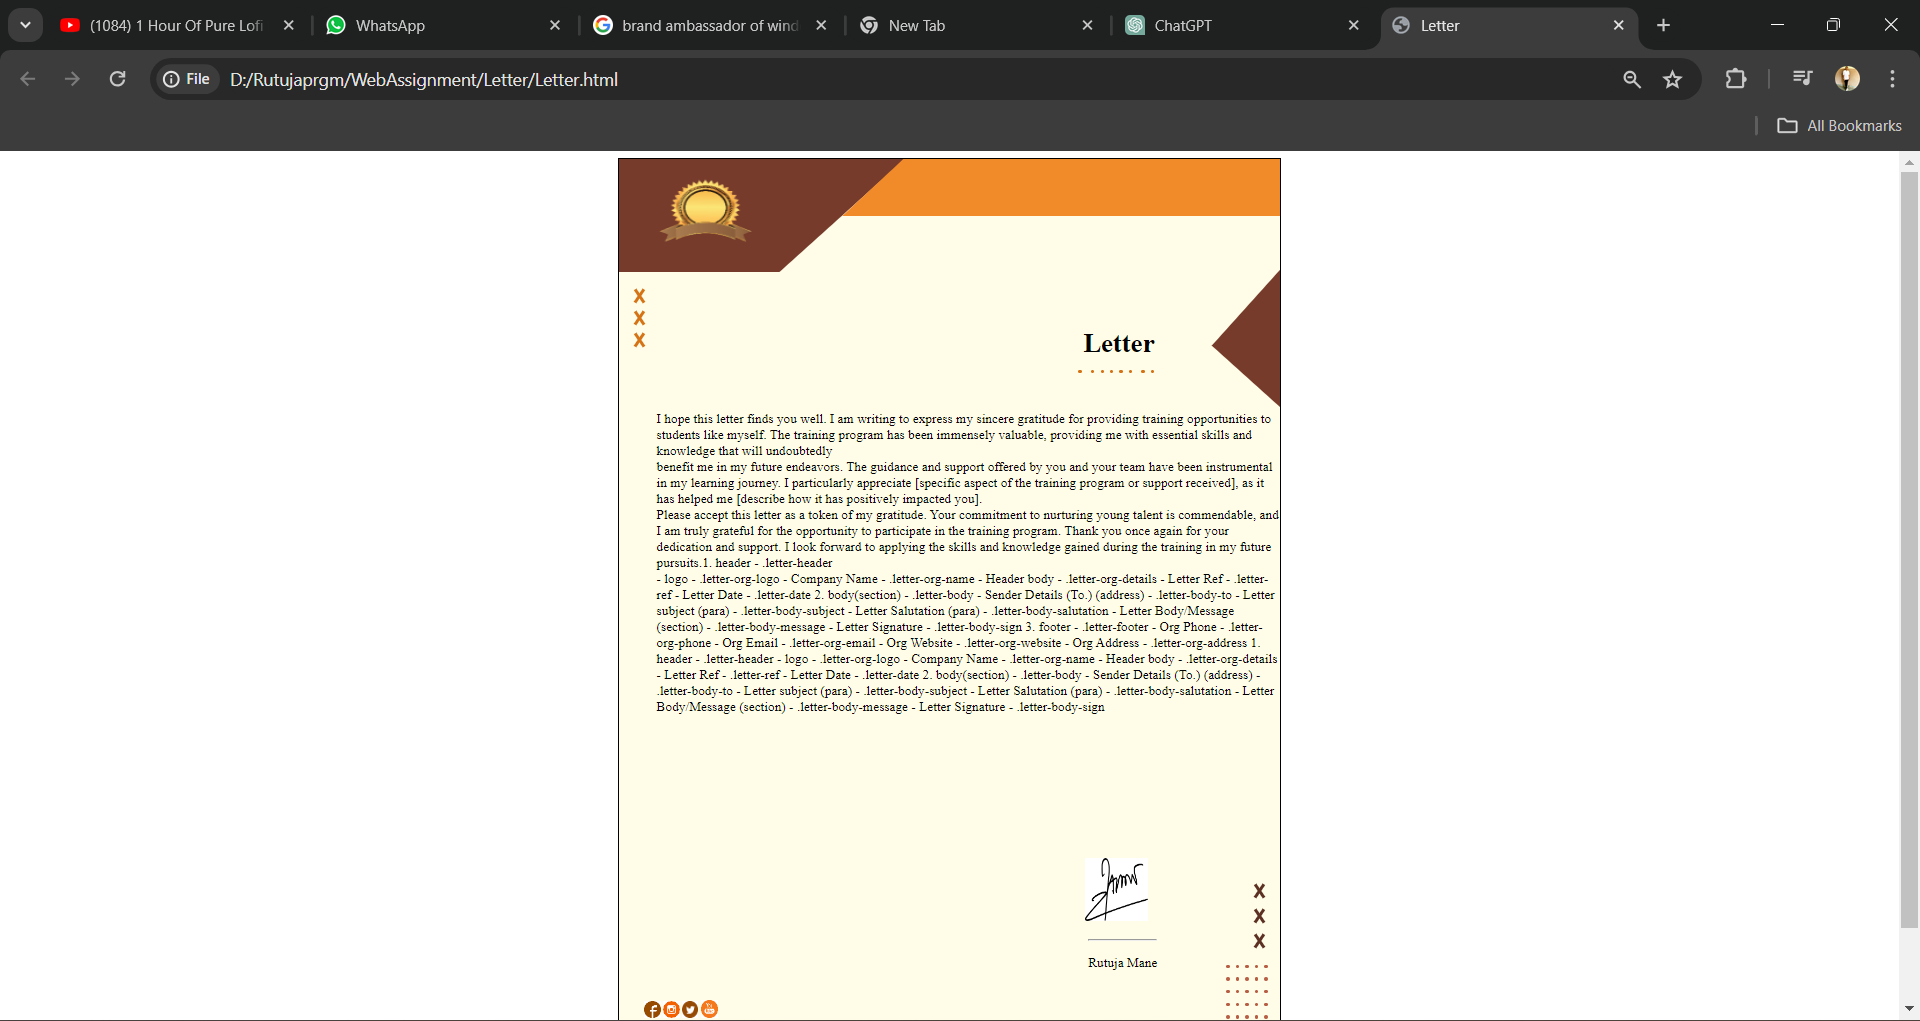 (1084) 1 Hour Of Pure Lofi
WhatsApp
brand ambassador of wind
New Tab
ChatGPT
Letter
File
D:/Rutujaprgm/WebAssignment/Letter/Letter.html
All Bookmarks
X
X
X
Letter
I hope this letter finds you well. I am writing to express my sincere gratitude for providing training opportunities to
students like myself. The training program has been immensely valuable, providing me with essential skills and
knowledge that will undoubtedly
benefit me in my future endeavors. The guidance and support offered by you and your team have been instrumental
in my learning journey. I particularly appreciate [specific aspect of the training program or support received], as it
has helped me [describe how it has positively impacted you].
Please accept this letter as a token of my gratitude. Your commitment to nurturing young talent is commendable, and
I am truly grateful for the opportunity to participate in the training program. Thank you once again for your
dedication and support. I look forward to applying the skills and knowledge gained during the training in my future
pursuits.1. header - .letter-header
- logo - .letter-org-logo - Company Name - .letter-org-name - Header body - .letter-org-details - Letter Ref - .letter-
ref - Letter Date - .letter-date 2. body(section) - .letter-body - Sender Details (To.) (address) - .letter-body-to - Letter
subject (para) - .letter-body-subject - Letter Salutation (para) - .letter-body-salutation - Letter Body/Message
(section) - .letter-body-message - Letter Signature - .letter-body-sign 3. footer - .letter-footer - Org Phone - .letter-
org-phone - Org Email - .letter-org-email - Org Website - .letter-org-website - Org Address - .letter-org-address 1.
header - .letter-header - logo - .letter-org-logo - Company Name - .letter-org-name - Header body - .letter-org-details
- Letter Ref - .letter-ref - Letter Date - .letter-date 2. body(section) - .letter-body - Sender Details (To.) (address) -
.letter-body-to - Letter subject (para) - .letter-body-subject - Letter Salutation (para) - .letter-body-salutation - Letter
Body/Message (section) - .letter-body-message - Letter Signature - .letter-body-sign
X
X
X
Rutuja Mane